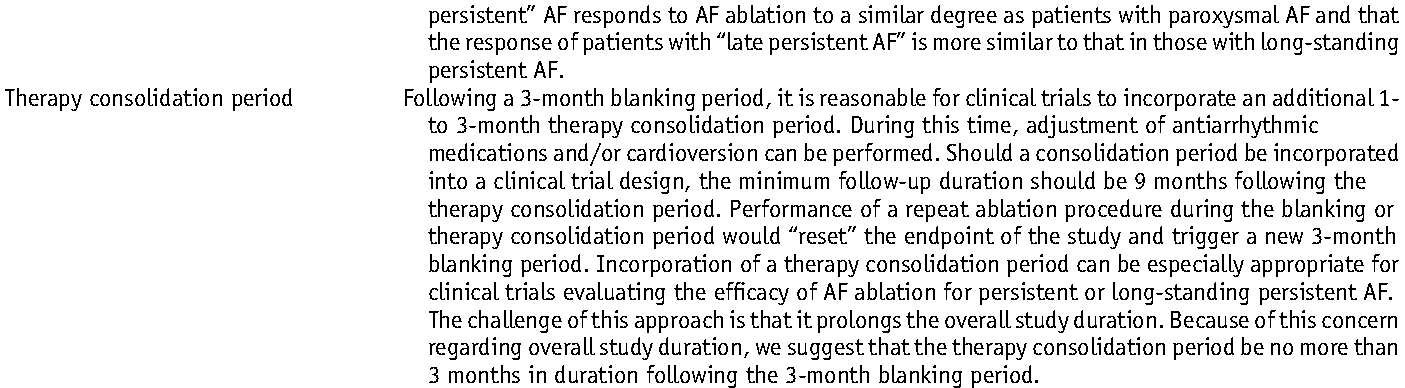 persistent” AF responds to AF ablation to a similar degree as patients with paroxysmal AF and that
the response of patients with “late persistent AF” is more similar to that in those with long-standing
persistent AF.
Therapy consolidation period Following a 3-month blanking period, it is reasonable for clinical trials to incorporate an additional 1-
to 3-month therapy consolidation period. During this time, adjustment of antiarrhythmic
medications and/or cardioversion can be performed. Should a consolidation period be incorporated
into a clinical trial design, the minimum follow-up duration should be 9 months following the
therapy consolidation period. Performance of a repeat ablation procedure during the blanking or
therapy consolidation period would “reset” the endpoint of the study and trigger a new 3-month
blanking period. Incorporation of a therapy consolidation period can be especially appropriate for
clinical trials evaluating the efficacy of AF ablation for persistent or long-standing persistent AF.
The challenge of this approach is that it prolongs the overall study duration. Because of this concern
regarding overall study duration, we suggest that the therapy consolidation period be no more than
3 months in duration following the 3-month blanking period.